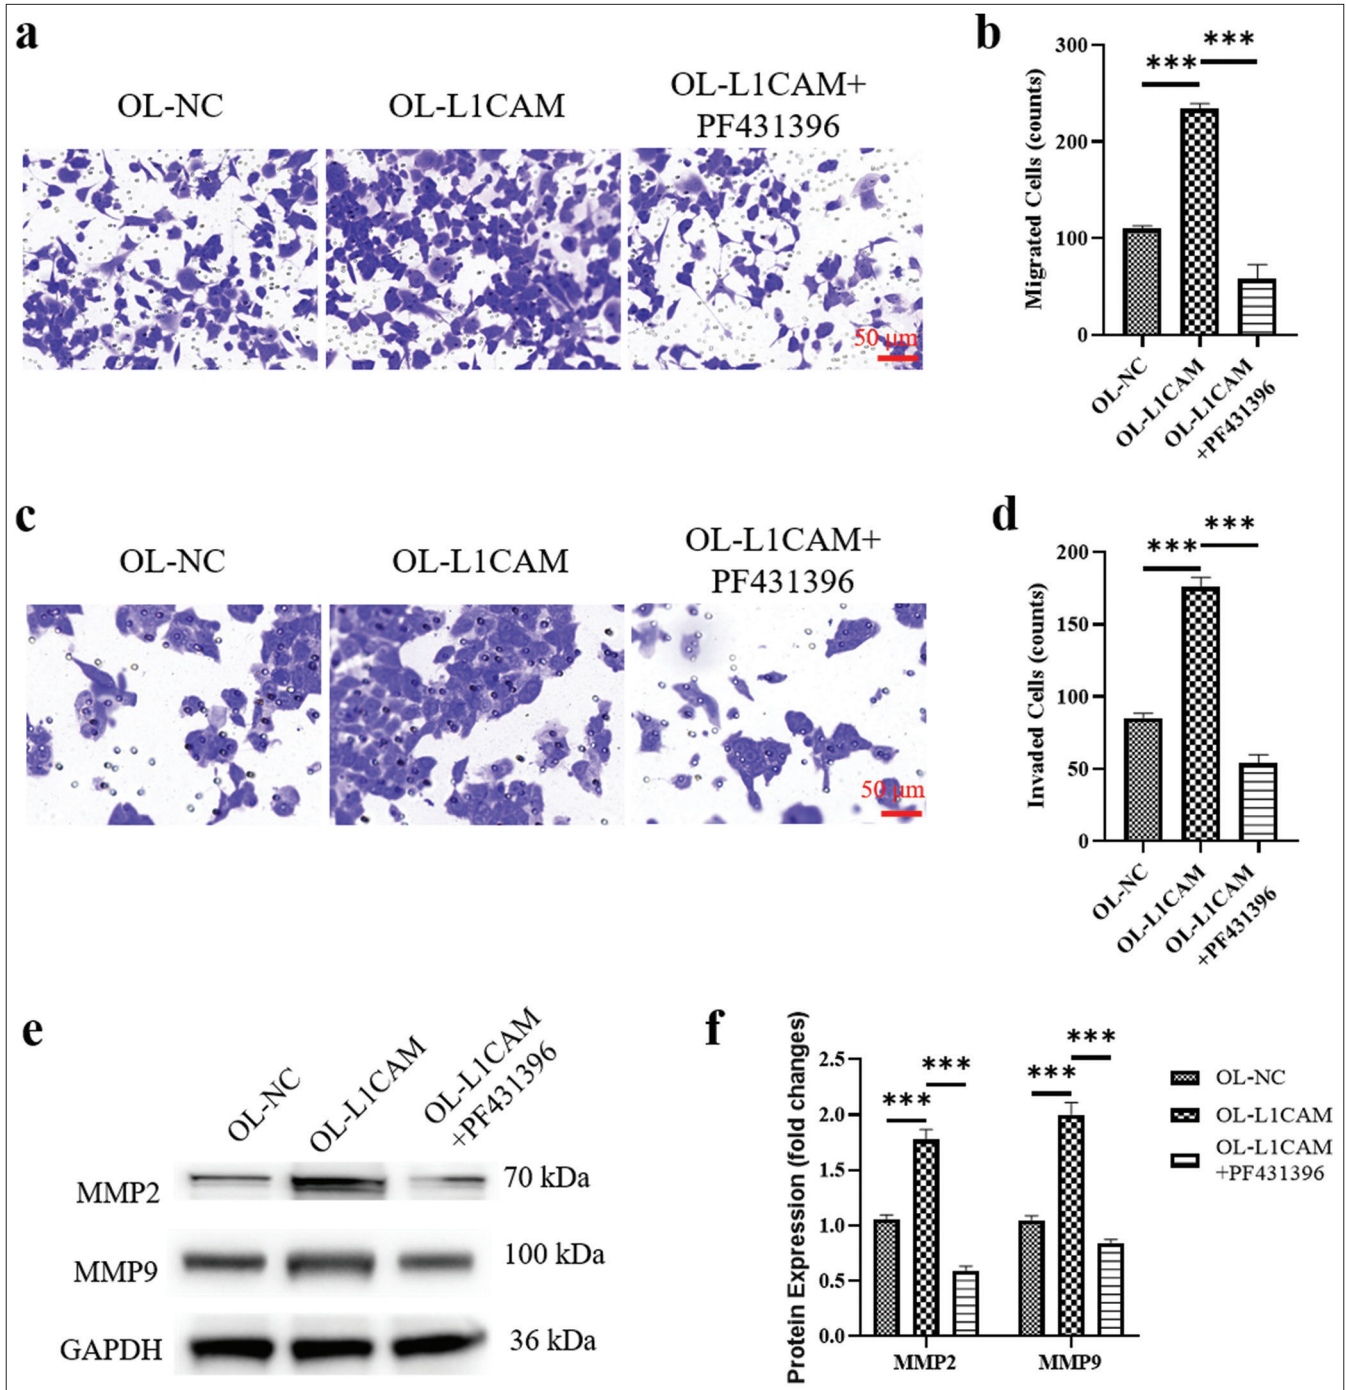 a
OL-NC
OL-L1CAM
OL-L1CAM+
PF431396
50 μm
b
Migrated Cells (counts)
300
200
100
0
***
***
OL-NC
OL-L1CAM
OL-L1CAM
+PF431396
c
OL-NC
OL-L1CAM
OL-L1CAM+
PF431396
50 μm
d
Invaded Cells (counts)
200
150
100
50
0
***
***
OL-NC
OL-L1CAM
OL-L1CAM
+PF431396
e
OL-NC
OL-L1CAM
OL-L1CAM
+PF431396
MMP2
70 kDa
MMP9
100 kDa
GAPDH
36 kDa
f
Protein Expression (fold changes)
2.5
2.0
1.5
1.0
0.5
0.0
***
***
***
***
MMP2
MMP9
OL-NC
OL-L1CAM
OL-L1CAM
+PF431396